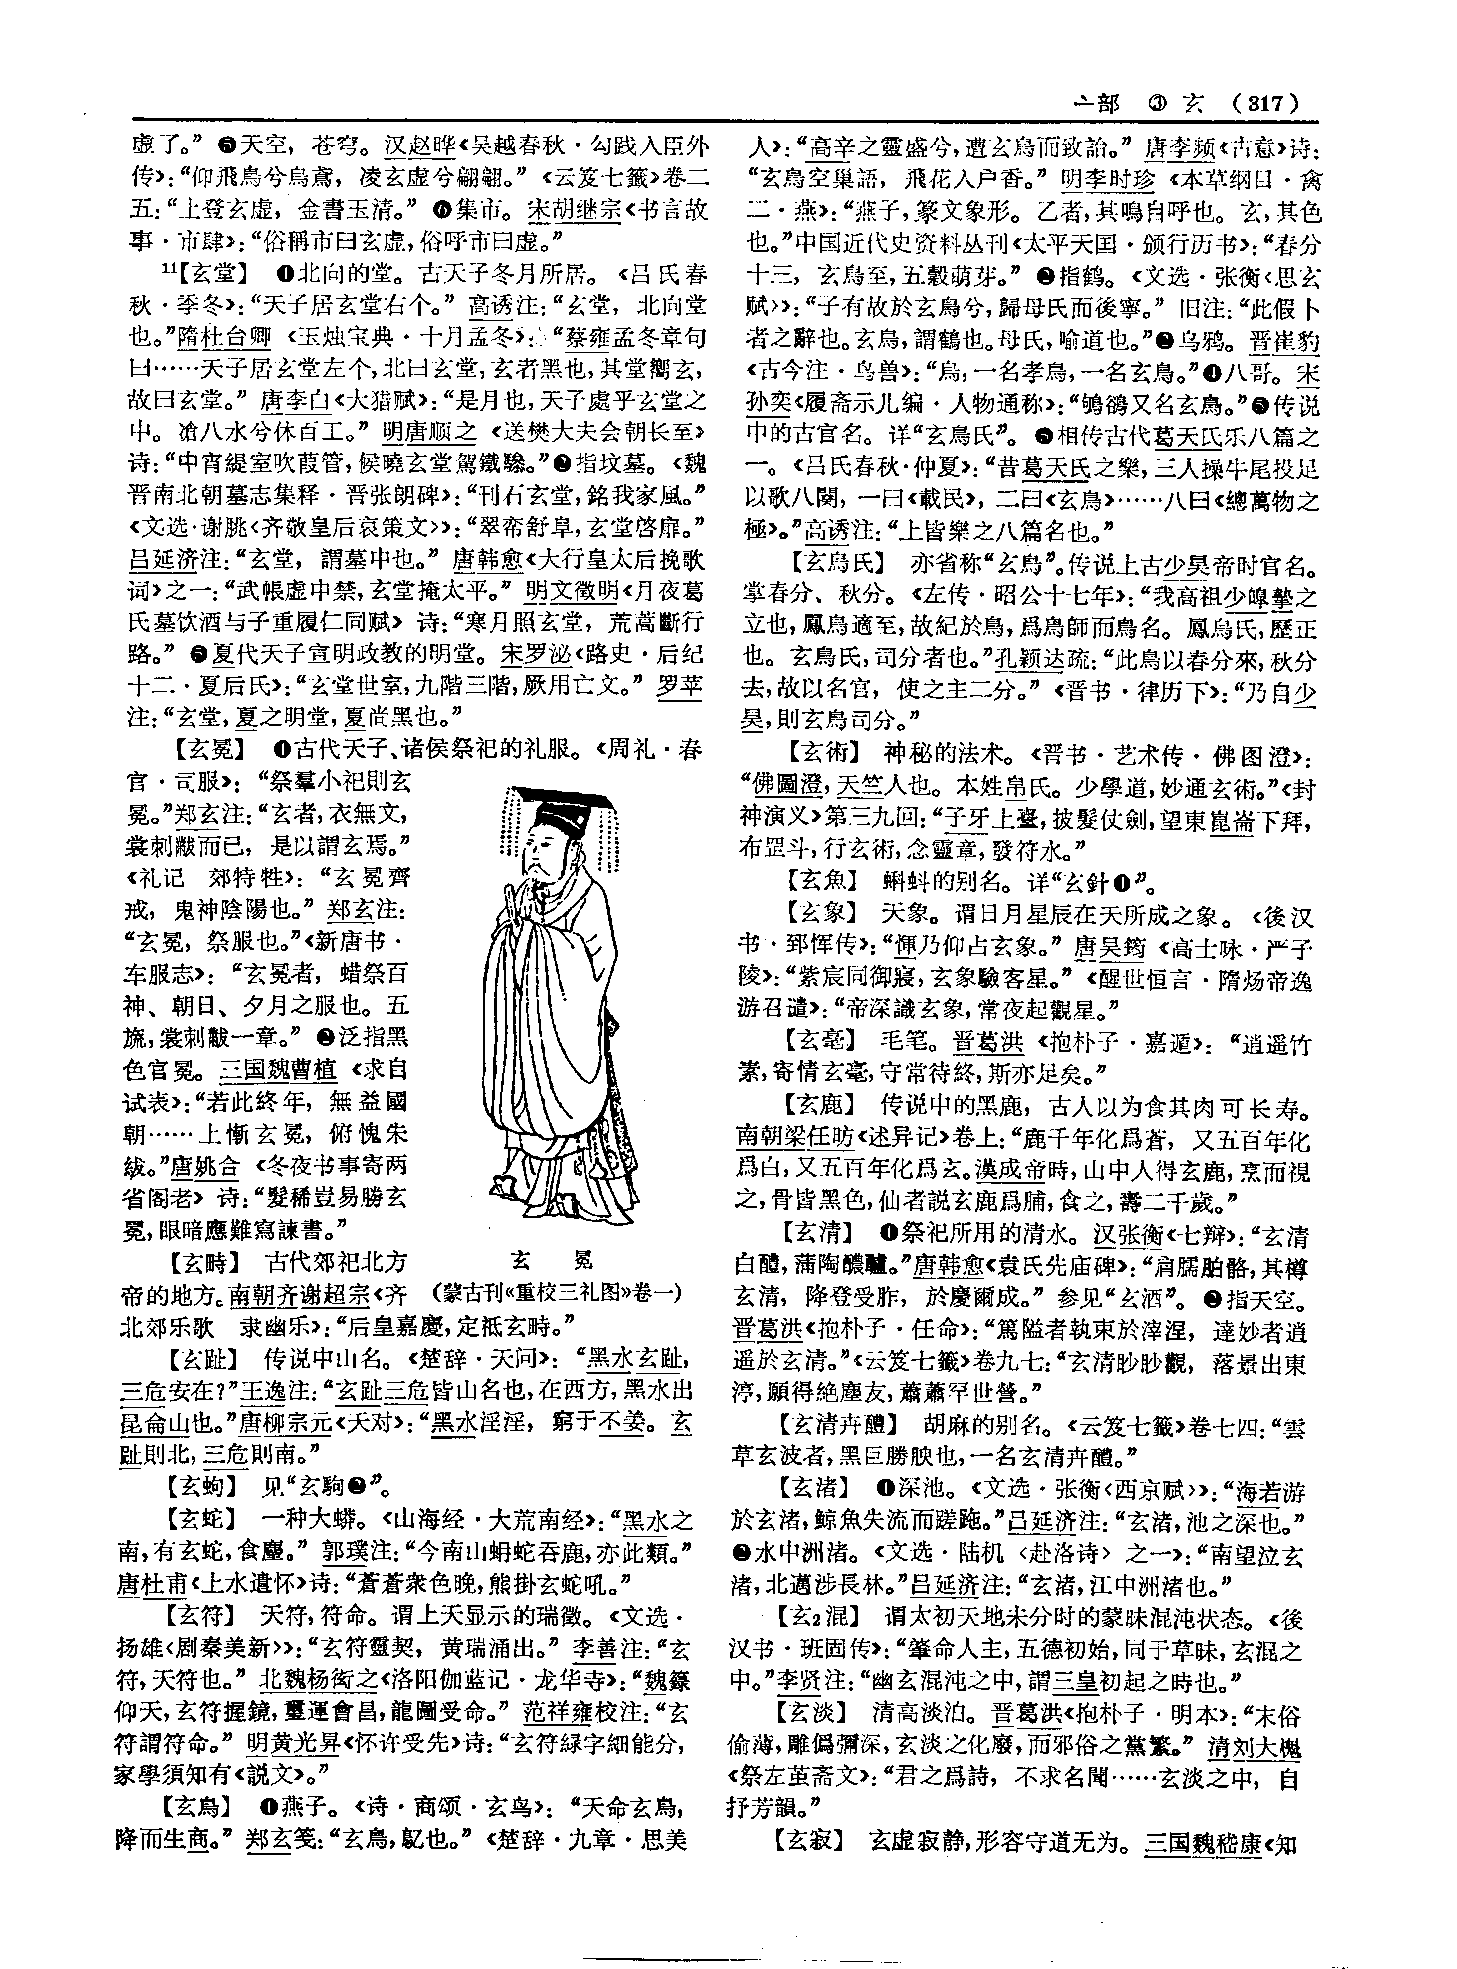 亠部 ③ 玄 (317)
虚了。” ❺天空，苍穹。汉赵晔《吴越春秋·勾践入臣外
传》：“仰飛鳥兮烏鳶，凌玄虚兮翩翩。”《云笈七籤》卷二
五：“上登玄虚，金書玉清。” ❻集市。宋胡继宗《书言故
事·市肆》：“俗稱市曰玄虚，俗呼市曰虚。”
11【玄堂】 ❶北向的堂。古天子冬月所居。《吕氏春
秋·季冬》：“天子居玄堂右个。” 高诱注：“玄堂，北向堂
也。”隋杜台卿《玉烛宝典·十月孟冬》：“蔡雍孟冬章句
曰……天子居玄堂左个，北曰玄堂，玄者黑也，其堂嚮玄，
故曰玄堂。” 唐李白《大猎赋》：“是月也，天子處乎玄堂之
中。飡八水兮休百工。” 明唐顺之《送樊大夫会朝长至》
诗：“中宵緹室吹葭管，候曉玄堂駕鐵驂。”❷指坟墓。《魏
晋南北朝墓志集释·晋张朗碑》：“刊石玄堂，銘我家風。”
《文选·谢朓〈齐敬皇后哀策文〉》：“翠帟舒阜，玄堂啓扉。”
吕延济注：“玄堂，謂墓中也。” 唐韩愈《大行皇太后挽歌
词》之一：“武帳虚中禁，玄堂掩太平。” 明文徵明《月夜葛
氏墓饮酒与子重履仁同赋》诗：“寒月照玄堂，荒蒿斷行
路。” ❸夏代天子宣明政教的明堂。宋罗泌《路史·后纪
十二·夏后氏》：“玄堂世室，九階三階，厥用亡文。” 罗苹
注：“玄堂，夏之明堂，夏尚黑也。”
【玄冕】 ❶古代天子、诸侯祭祀的礼服。《周礼·春
官·司服》：“祭羣小祀則玄
冕。”郑玄注：“玄者，衣無文，
裳刺黻而已，是以謂玄焉。”
《礼记 郊特牲》：“玄冕齊
戒，鬼神陰陽也。” 郑玄注：
“玄冕，祭服也。”《新唐书·
车服志》：“玄冕者，蜡祭百
神、朝日、夕月之服也。五
旒，裳刺黻一章。” ❷泛指黑
色官冕。三国魏曹植《求自
试表》：“若此終年，無益國
朝……上慚玄冕，俯愧朱
紱。”唐姚合《冬夜书事寄两
省阁老》诗：“髮稀豈易勝玄
冕，眼暗應難寫諫書。”
玄 冕
(蒙古刊《重校三礼图》卷一)
【玄畤】 古代郊祀北方
帝的地方。南朝齐谢超宗《齐
北郊乐歌 隶幽乐》：“后皇嘉慶，定祇玄畤。”
【玄趾】 传说中山名。《楚辞·天问》：“黑水玄趾，
三危安在？”王逸注：“玄趾三危皆山名也，在西方，黑水出
昆侖山也。”唐柳宗元《天对》：“黑水淫淫，窮于不姜。玄
趾則北，三危則南。”
【玄蚼】 见“玄駒❷”。
【玄蛇】 一种大蟒。《山海经·大荒南经》：“黑水之
南，有玄蛇，食麈。” 郭璞注：“今南山蚺蛇吞鹿，亦此類。”
唐杜甫《上水遣怀》诗：“蒼蒼衆色晚，熊掛玄蛇吼。”
【玄符】 天符，符命。谓上天显示的瑞徵。《文选·
扬雄〈剧秦美新〉》：“玄符靈契，黄瑞涌出。” 李善注：“玄
符，天符也。” 北魏杨衒之《洛阳伽蓝记·龙华寺》：“魏籙
仰天，玄符握鏡，璽運會昌，龍圖受命。” 范祥雍校注：“玄
符謂符命。” 明黄光昇《怀许受先》诗：“玄符緑字細能分，
家學須知有《説文》。”
【玄鳥】 ❶燕子。《诗·商颂·玄鸟》：“天命玄鳥，
降而生商。” 郑玄笺：“玄鳥，鳦也。”《楚辞·九章·思美
人》：“高辛之靈盛兮，遭玄鳥而致詒。” 唐李频《古意》诗：
“玄鳥空巢語，飛花入户香。” 明李时珍《本草纲目·禽
二·燕》：“燕子，篆文象形。乙者，其鳴自呼也。玄，其色
也。”中国近代史资料丛刊《太平天国·颁行历书》：“春分
十三，玄鳥至，五穀萌芽。” ❷指鹤。《文选·张衡〈思玄
赋〉》：“子有故於玄鳥兮，歸母氏而後寧。” 旧注：“此假卜
者之辭也。玄鳥，謂鶴也。母氏，喻道也。”❸乌鸦。晋崔豹
《古今注·鸟兽》：“烏，一名孝鳥，一名玄鳥。”❹八哥。宋
孙奕《履斋示儿编·人物通称》：“鴝鵒又名玄鳥。”❺传说
中的古官名。详“玄鳥氏”。 ❻相传古代葛天氏乐八篇之
一。《吕氏春秋·仲夏》：“昔葛天氏之樂，三人操牛尾投足
以歌八闋，一曰《載民》，二曰《玄鳥》……八曰《總萬物之
極》。”高诱注：“上皆樂之八篇名也。”
【玄鳥氏】 亦省称“玄鳥”。传说上古少昊帝时官名。
掌春分、秋分。《左传·昭公十七年》：“我高祖少皞摯之
立也，鳳鳥適至，故紀於鳥，爲鳥師而鳥名。鳳鳥氏，歷正
也。玄鳥氏，司分者也。”孔颖达疏：“此鳥以春分來，秋分
去，故以名官，使之主二分。”《晋书·律历下》：“乃自少
昊，則玄鳥司分。”
【玄術】 神秘的法术。《晋书·艺术传·佛图澄》：
“佛圖澄，天竺人也。本姓帛氏。少學道，妙通玄術。”《封
神演义》第三九回：“子牙上臺，披髮仗劍，望東崑崙下拜，
布罡斗，行玄術，念靈章，發符水。”
【玄魚】 蝌蚪的别名。详“玄針❶”。
【玄象】 天象。谓日月星辰在天所成之象。《後汉
书·郅恽传》：“惲乃仰占玄象。” 唐吴筠《高士咏·严子
陵》：“紫宸同御寢，玄象驗客星。”《醒世恒言·隋炀帝逸
游召谴》：“帝深識玄象，常夜起觀星。”
【玄毫】 毛笔。晋葛洪《抱朴子·嘉遁》：“逍遥竹
素，寄情玄毫，守常待終，斯亦足矣。”
【玄鹿】 传说中的黑鹿，古人以为食其肉可长寿。
南朝梁任昉《述异记》卷上：“鹿千年化爲蒼，又五百年化
爲白，又五百年化爲玄。漢成帝時，山中人得玄鹿，烹而視
之，骨皆黑色，仙者説玄鹿爲脯，食之，壽二千歲。”
【玄清】 ❶祭祀所用的清水。汉张衡《七辩》：“玄清
白醴，蒲陶醲醽。”唐韩愈《袁氏先庙碑》：“肩臑胉骼，其樽
玄清，降登受胙，於慶爾成。” 参见“玄酒”。 ❷指天空。
晋葛洪《抱朴子·任命》：“篤隘者執束於滓涅，達妙者逍
遥於玄清。”《云笈七籤》卷九七：“玄清眇眇觀，落景出東
渟，願得絶塵友，蕭蕭罕世營。”
【玄清卉醴】 胡麻的别名。《云笈七籤》卷七四：“雲
草玄波者，黑巨勝腴也，一名玄清卉醴。”
【玄渚】 ❶深池。《文选·张衡〈西京赋〉》：“海若游
於玄渚，鯨魚失流而蹉跎。”吕延济注：“玄渚，池之深也。”
❷水中洲渚。《文选·陆机〈赴洛诗〉之一》：“南望泣玄
渚，北邁涉長林。”吕延济注：“玄渚，江中洲渚也。”
【玄2混】 谓太初天地未分时的蒙昧混沌状态。《後
汉书·班固传》：“肇命人主，五德初始，同于草昧，玄混之
中。”李贤注：“幽玄混沌之中，謂三皇初起之時也。”
【玄淡】 清高淡泊。晋葛洪《抱朴子·明本》：“末俗
偷薄，雕僞彌深，玄淡之化廢，而邪俗之黨繁。” 清刘大櫆
《祭左茧斋文》：“君之爲詩，不求名聞……玄淡之中，自
抒芳韻。”
【玄寂】 玄虚寂静，形容守道无为。三国魏嵇康《知